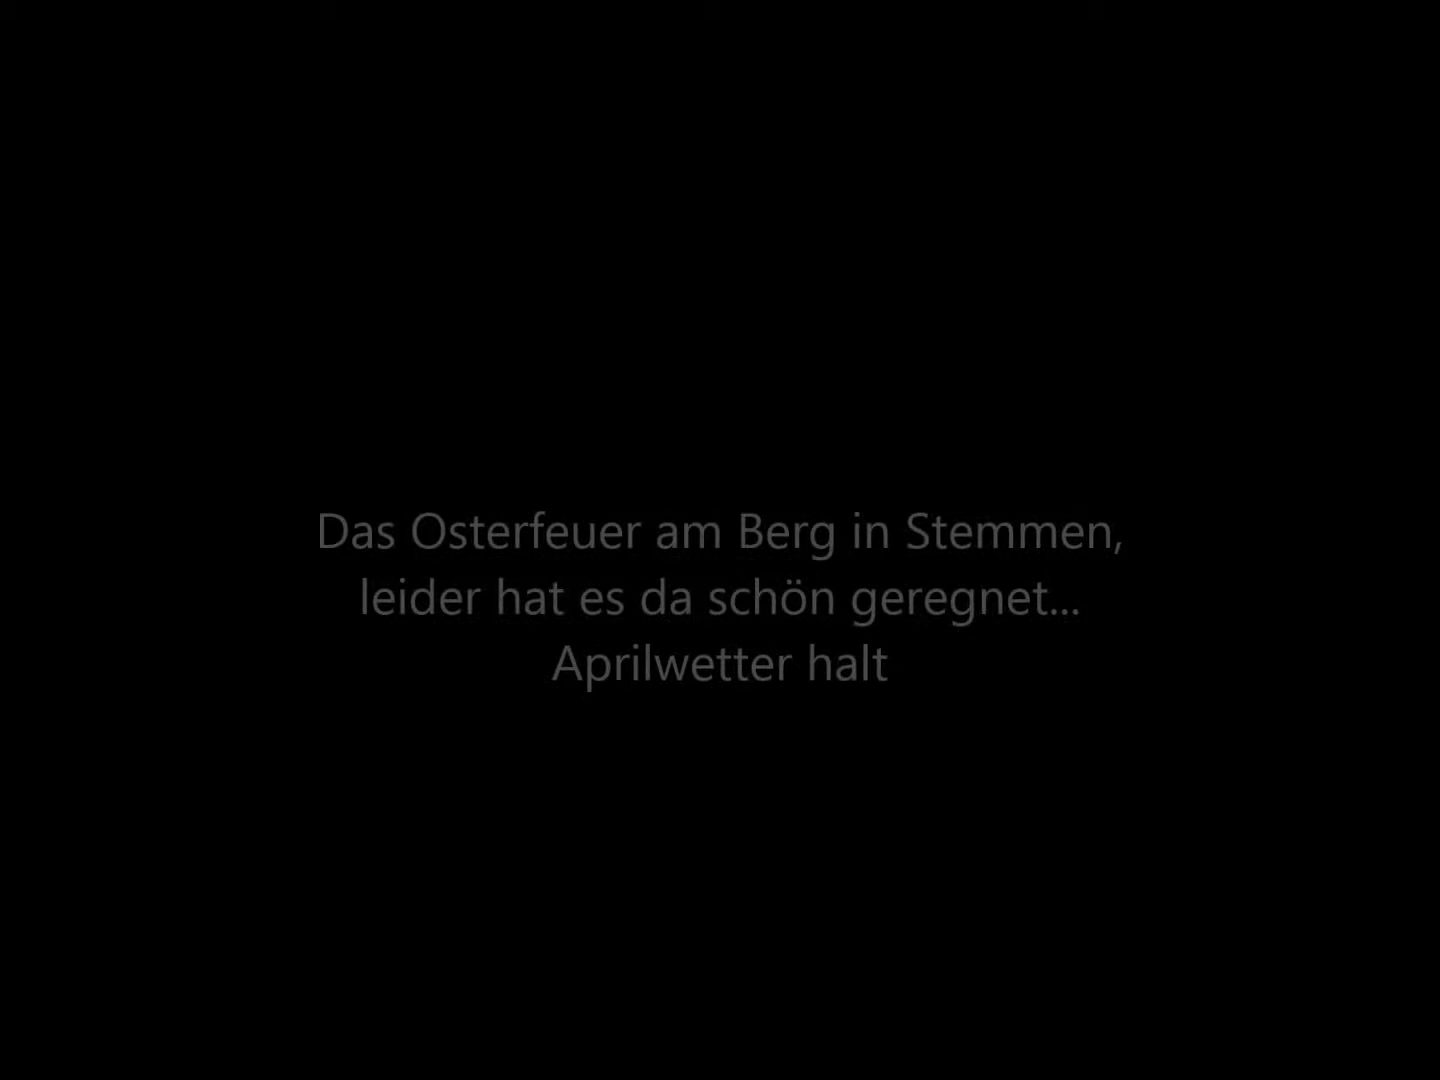 Das Osterfeuer am Berg in Stemmen,
leider hat es da schön geregnet...
Aprilwetter halt